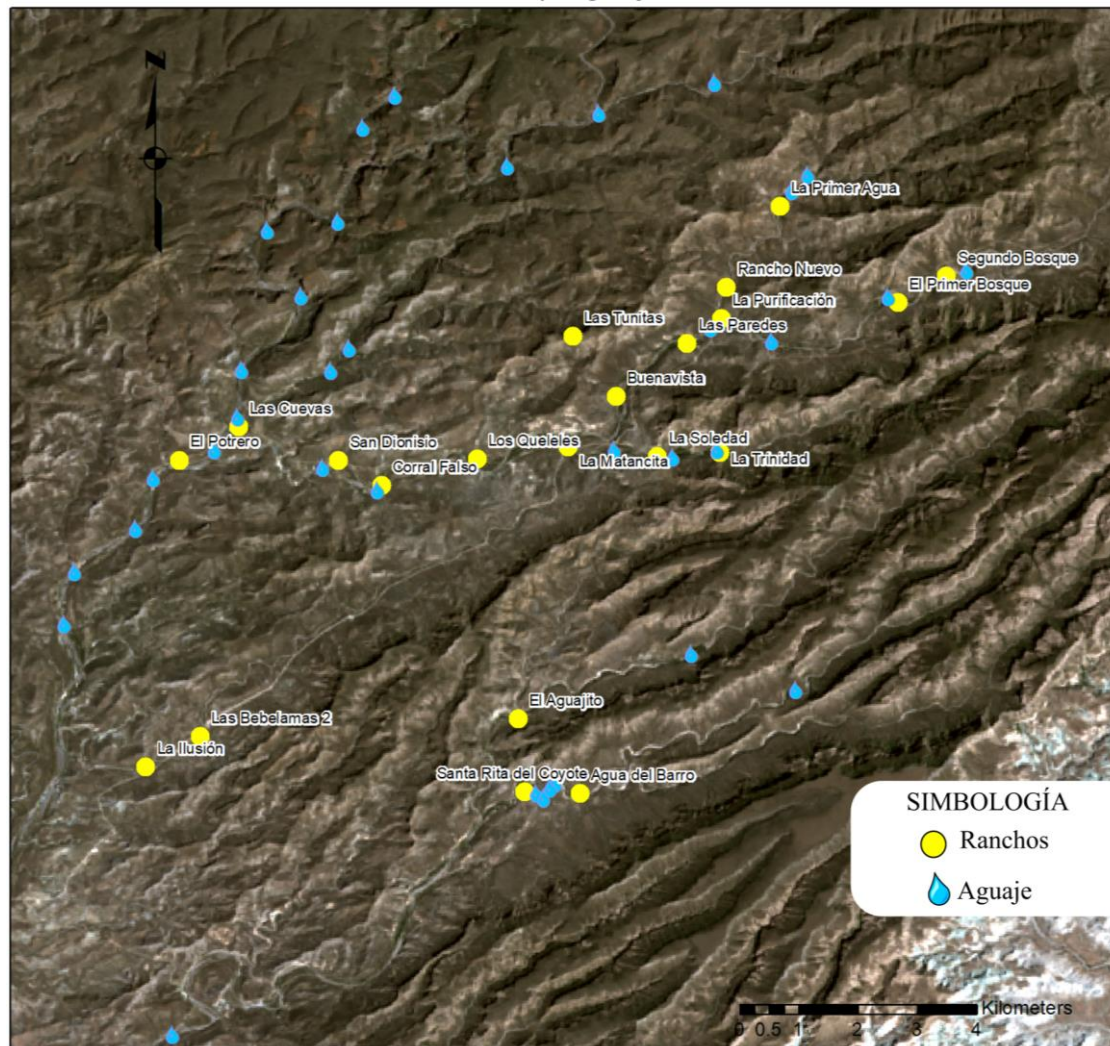 N
La Primer Agua
Segundo Bosque
Rancho Nuevo
El Primer Bosque
La Purificación
Las Tunitas
Las Paredes
Buenavista
Las Cuevas
El Potrero
San Dionisio
Los Queleles
La Soledad
Corral Falso
La Matancita
La Trinidad
El Aguajito
Las Bebelamas 2
La Ilusión
Santa Rita del Coyote
Agua del Barro
SIMBOLOGÍA
Ranchos
Aguaje
Kilometers
0 0.5 1 2 3 4